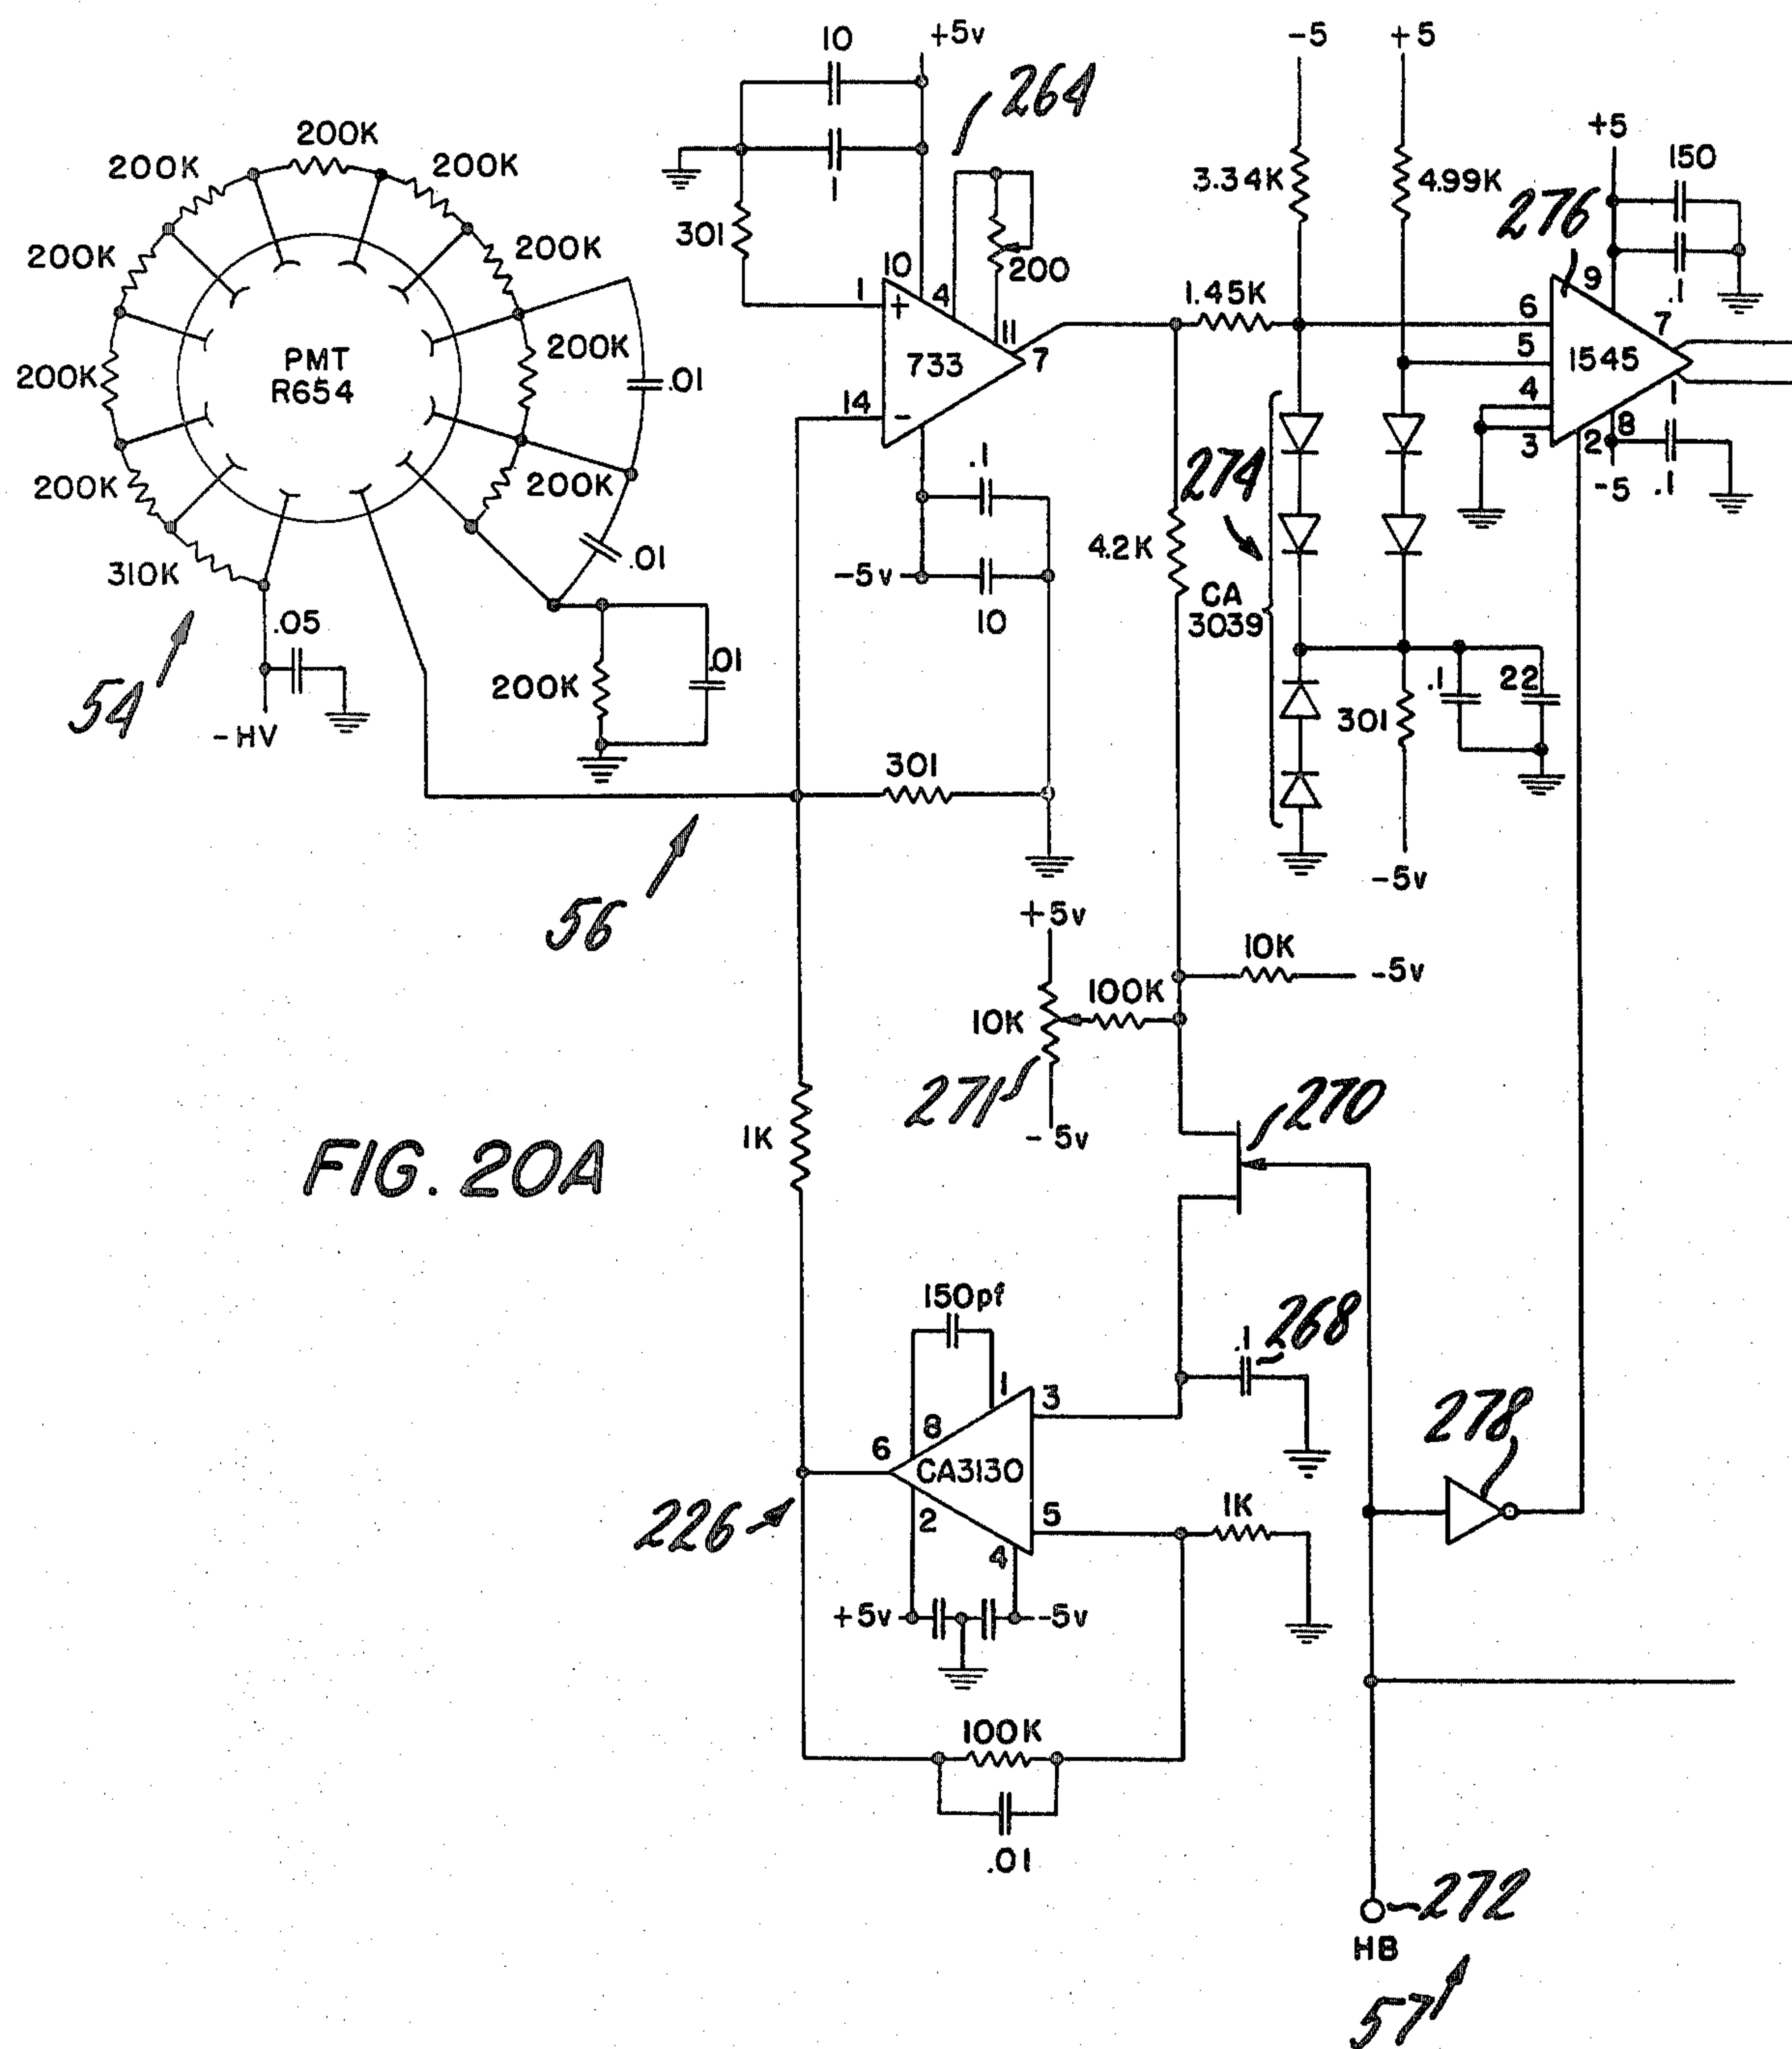 10
+5v
264
-5
+5
200K
200K
200K
1
301
10
4
200
3.34K
4.99K
+5
150
276
.1
200K
200K
1
+
11
733
7
1.45K
6
9
5
7
1545
4
3
2
8
1
-5
.1
PMT
R654
200K
.01
200K
14
-
.1
274
200K
200K
.01
-5v
10
4.2K
CA
3039
310K
.05
54
-HV
200K
.01
.1
22
301
301
-5v
56
+5v
10K
-5v
100K
10K
271
-5v
270
1K
FIG. 20A
150pf
.1
268
1
3
8
6
CA3130
278
226
2
5
1K
4
+5v
-5v
100K
.01
272
HB
57